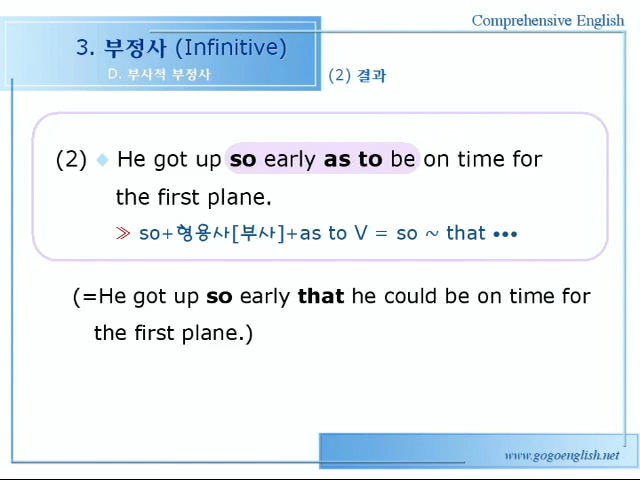 Comprehensive English
3. 부정사 (Infinitive)
D. 부사적 부정사
(2) 결과
(2) ◆ He got up so early as to be on time for
the first plane.
≫ so+형용사[부사]+as to V = so ~ that •••
(=He got up so early that he could be on time for
the first plane.)
www.gogoenglish.net